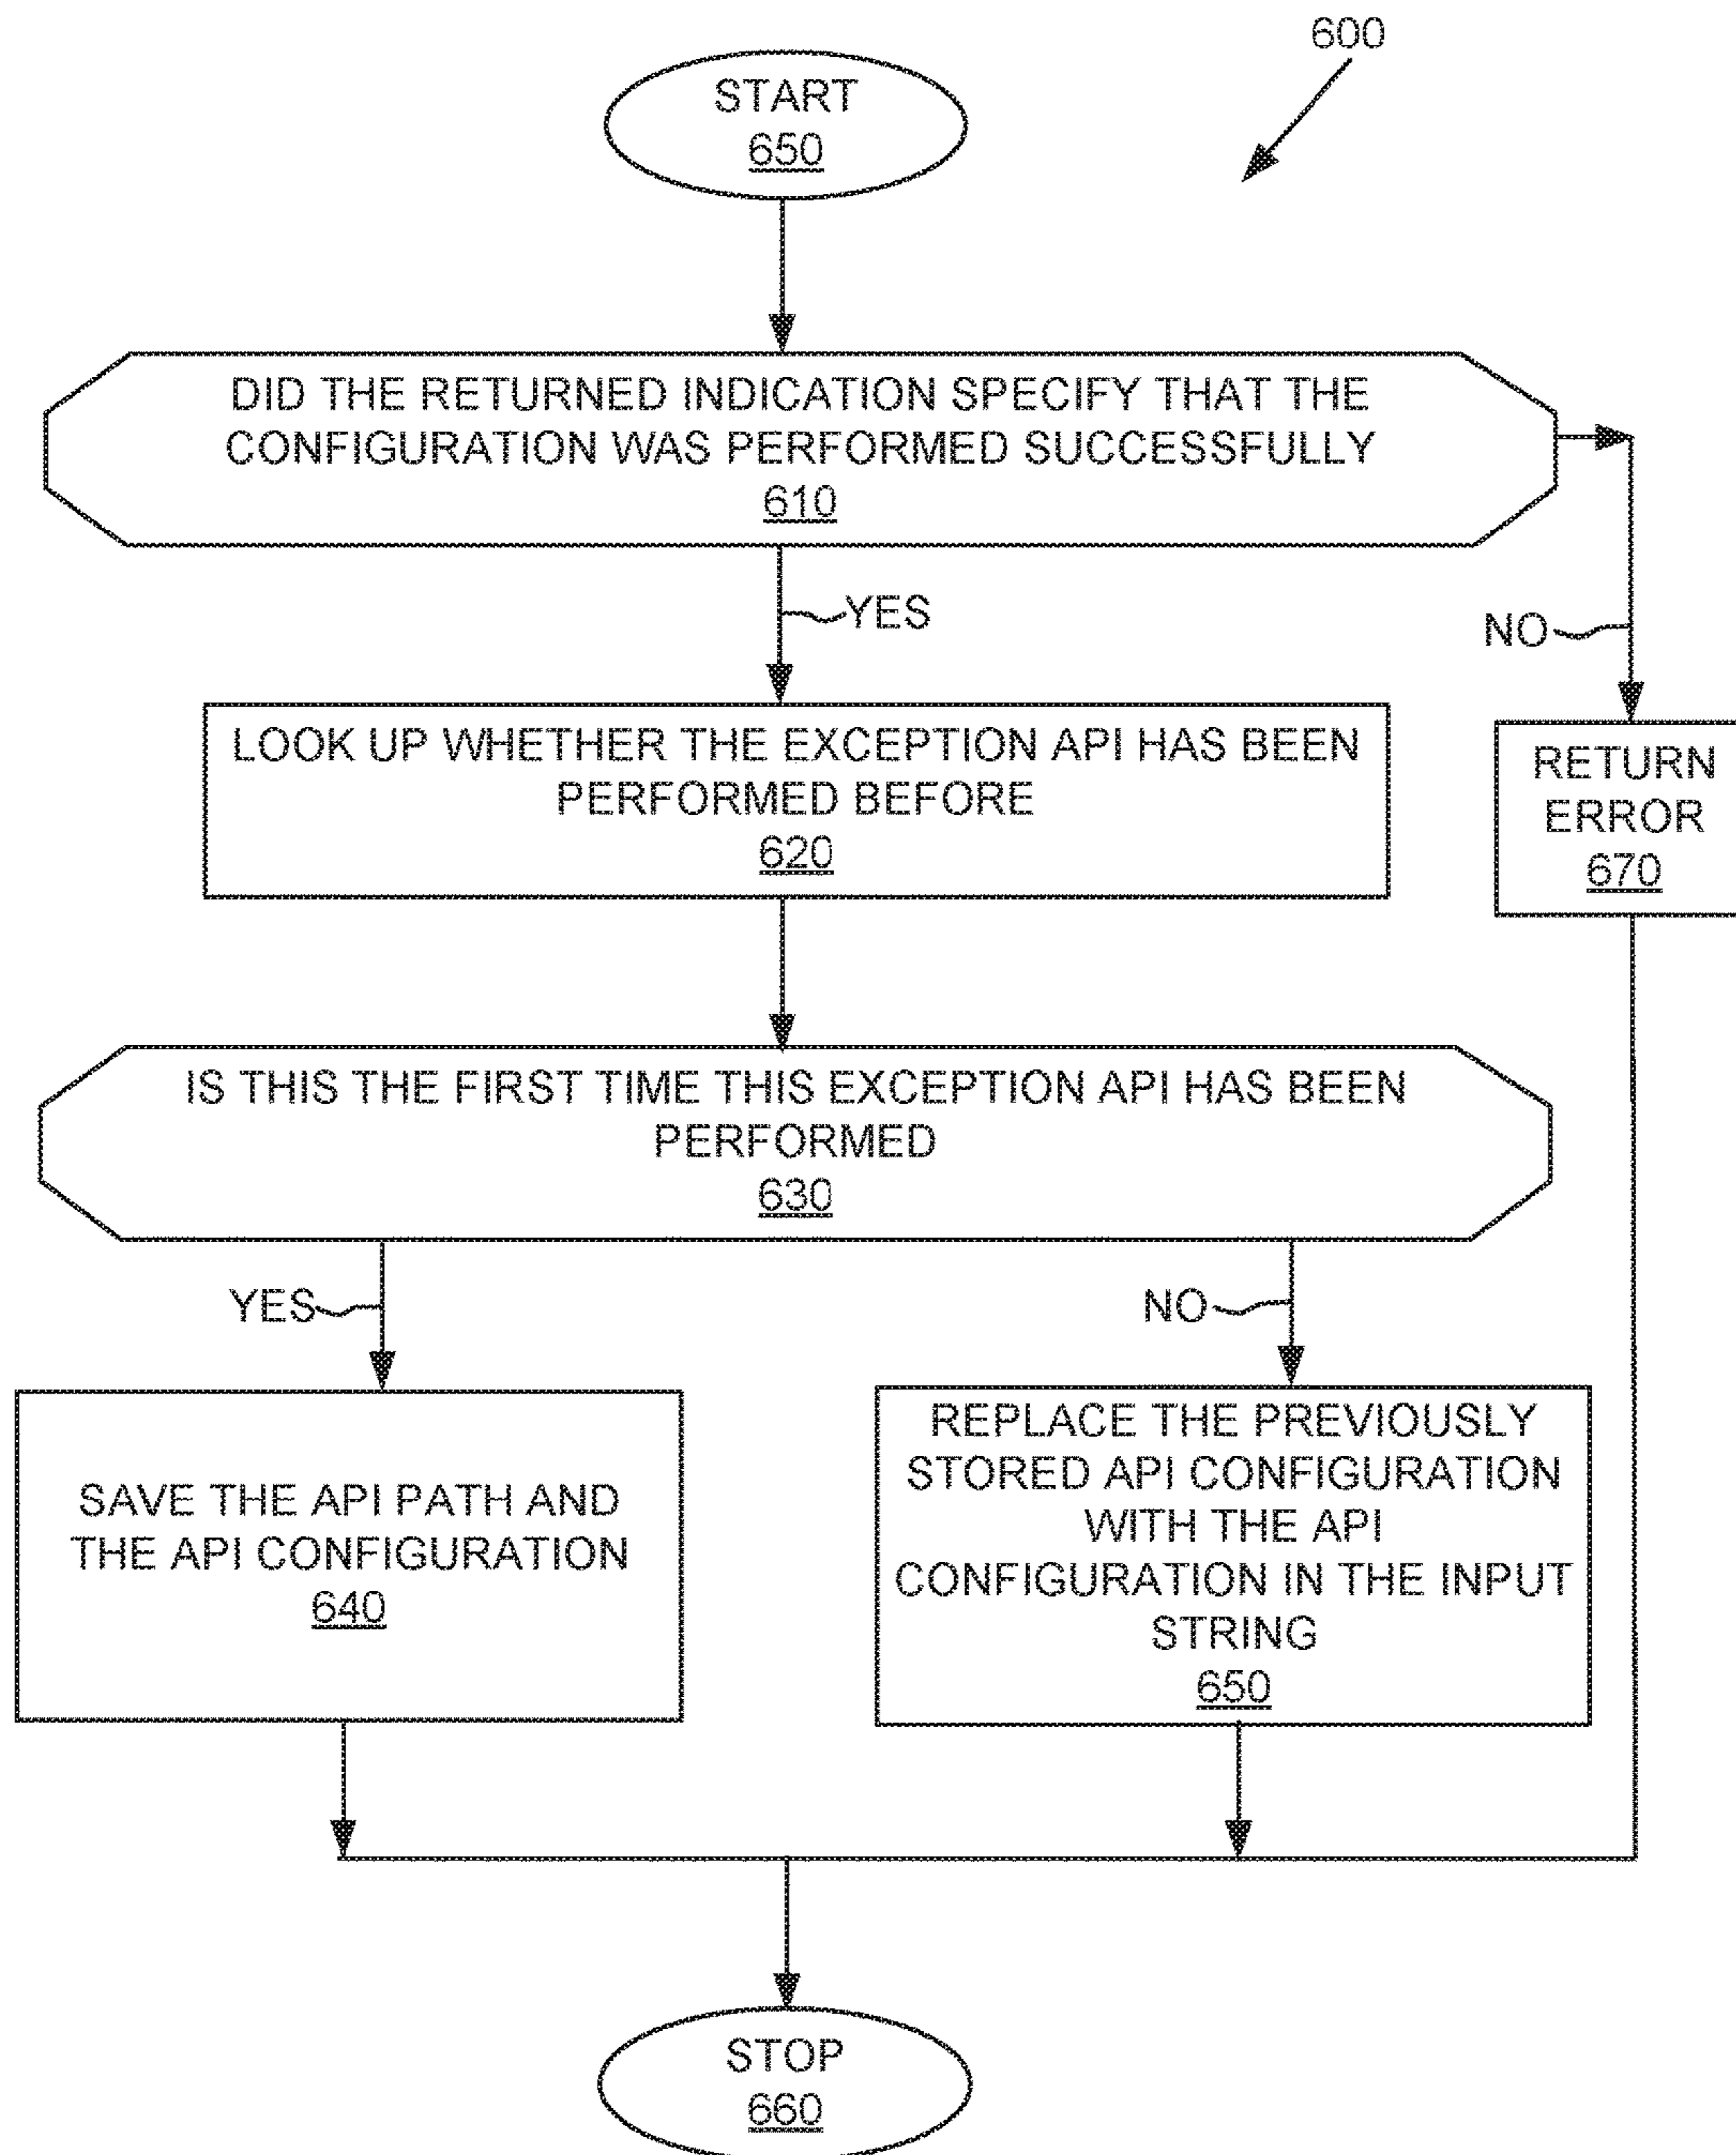 600
START
650
DID THE RETURNED INDICATION SPECIFY THAT THE
CONFIGURATION WAS PERFORMED SUCCESSFULLY
610
YES
NO
LOOK UP WHETHER THE EXCEPTION API HAS BEEN
PERFORMED BEFORE
620
RETURN
ERROR
670
IS THIS THE FIRST TIME THIS EXCEPTION API HAS BEEN
PERFORMED
630
YES
NO
SAVE THE API PATH AND
THE API CONFIGURATION
640
REPLACE THE PREVIOUSLY
STORED API CONFIGURATION
WITH THE API
CONFIGURATION IN THE INPUT
STRING
650
STOP
660